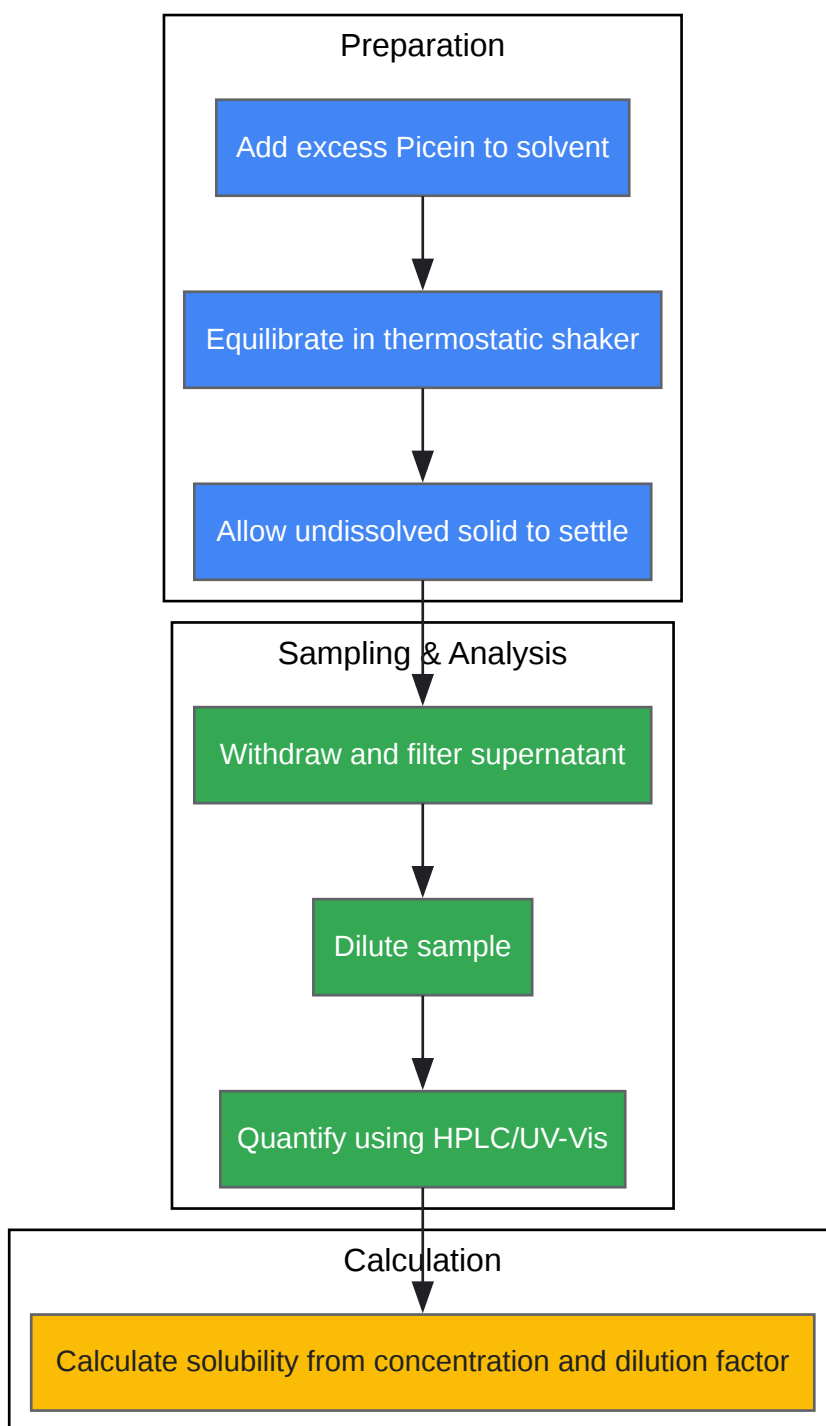 Preparation
Add excess Picein to solvent
Equilibrate in thermostatic shaker
Allow undissolved solid to settle
Sampling & Analysis
Withdraw and filter supernatant
Dilute sample
Quantify using HPLC/UV-Vis
Calculation
Calculate solubility from concentration and dilution factor